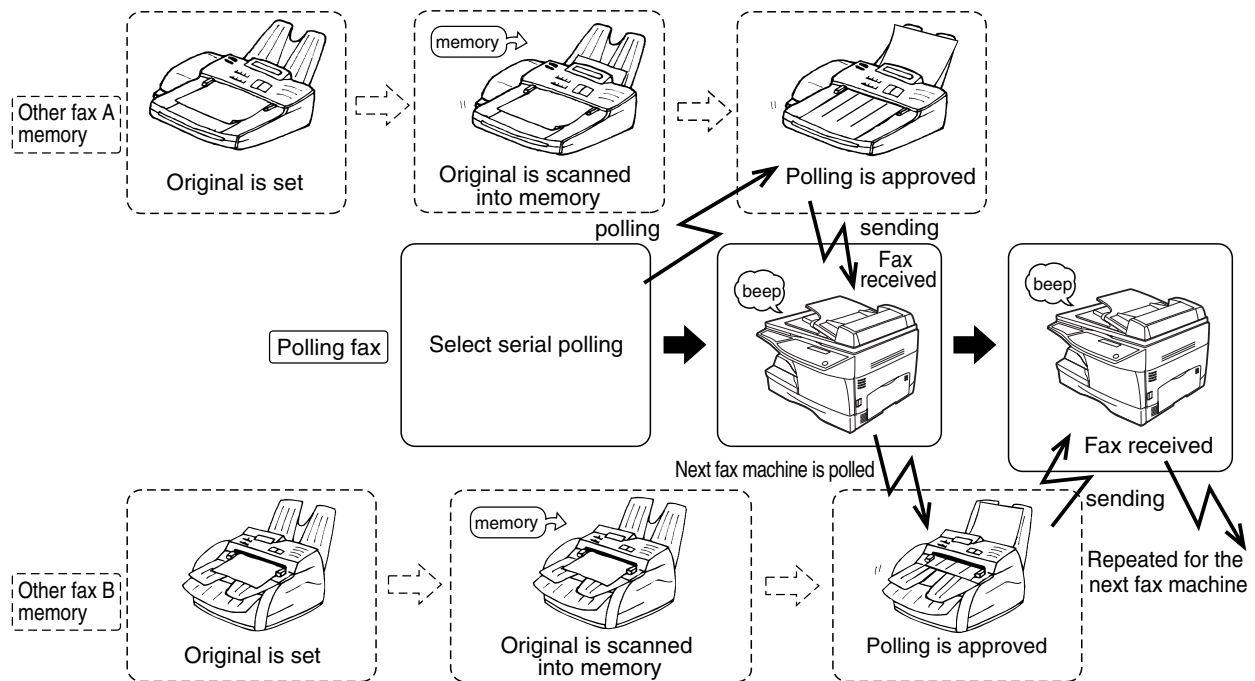 memory
Other fax A
memory
Original is set
Original is scanned
into memory
Polling is approved
polling
sending
Fax
received
beep
beep
Polling fax
Select serial polling
Fax received
Next fax machine is polled
sending
memory
Repeated for the
next fax machine
Other fax B
memory
Original is set
Original is scanned
into memory
Polling is approved